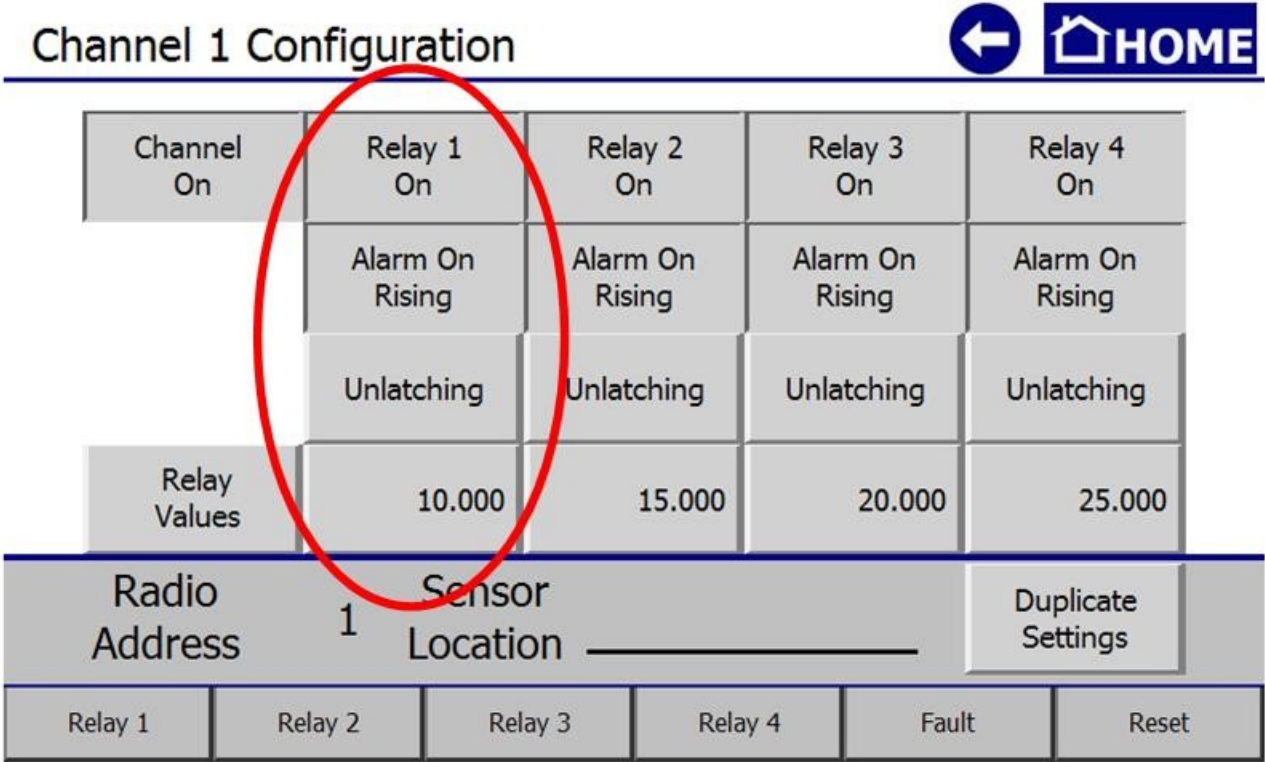 Channel 1 Configuration
HOME
Channel
On
Relay 1
On
Relay 2
On
Relay 3
On
Relay 4
On
Alarm On
Rising
Alarm On
Rising
Alarm On
Rising
Alarm On
Rising
Unlatching
Unlatching
Unlatching
Unlatching
Relay
Values
10.000
15.000
20.000
25.000
Radio
Address
1
Sensor
Location
Duplicate
Settings
Relay 1
Relay 2
Relay 3
Relay 4
Fault
Reset